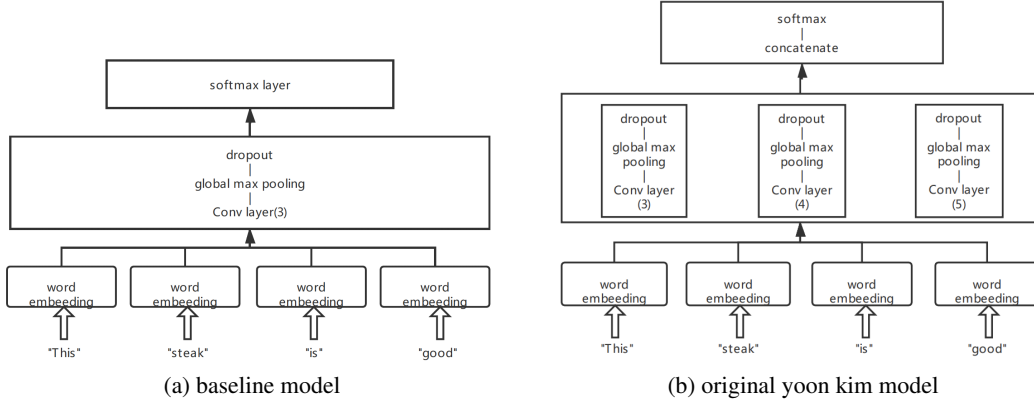 softmax layer
dropout
global max pooling
Conv layer(3)
word
embeeding
word
embeeding
word
embeeding
word
embeeding
"This"
"steak"
"is"
"good"
(a) baseline model
softmax
concatenate
dropout
global max
pooling
Conv layer
(3)
dropout
global max
pooling
Conv layer
(4)
dropout
global max
pooling
Conv layer
(5)
word
embeeding
word
embeeding
word
embeeding
word
embeeding
"This"
"steak"
"is"
"good"
(b) original yoon kim model